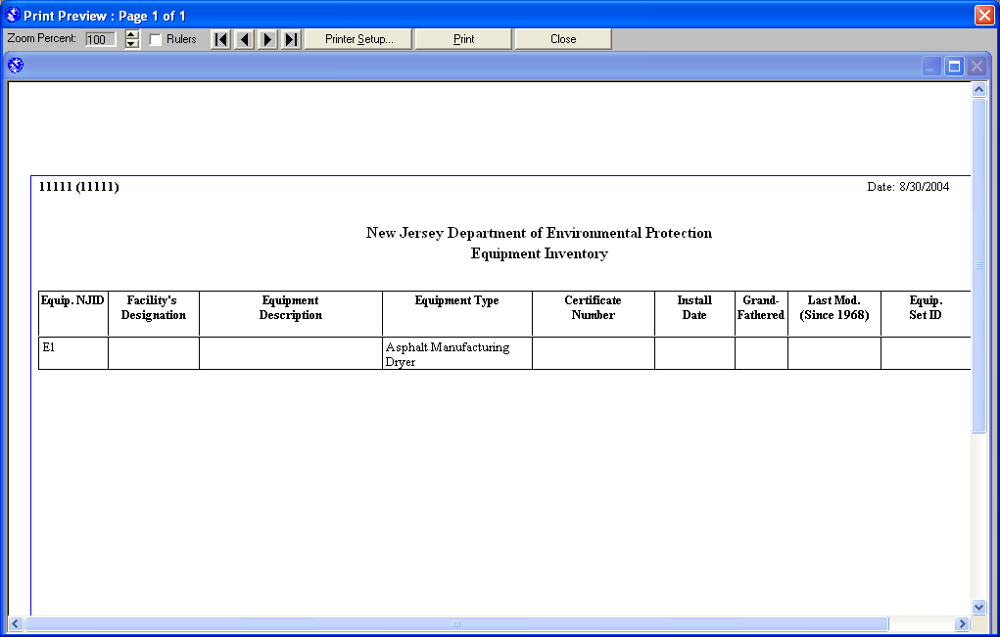 Print Preview : Page 1 of 1
Zoom Percent: 100 Rulers Printer Setup... Print Close
11111 (11111) Date: 8/30/2004
New Jersey Department of Environmental Protection
Equipment Inventory
Equip. NJID Facility's Equipment Equipment Type Certificate Install Grand- Last Mod. Equip.
Designation Description Number Date Fathered (Since 1968) Set ID
E1 Asphalt Manufacturing
Dryer